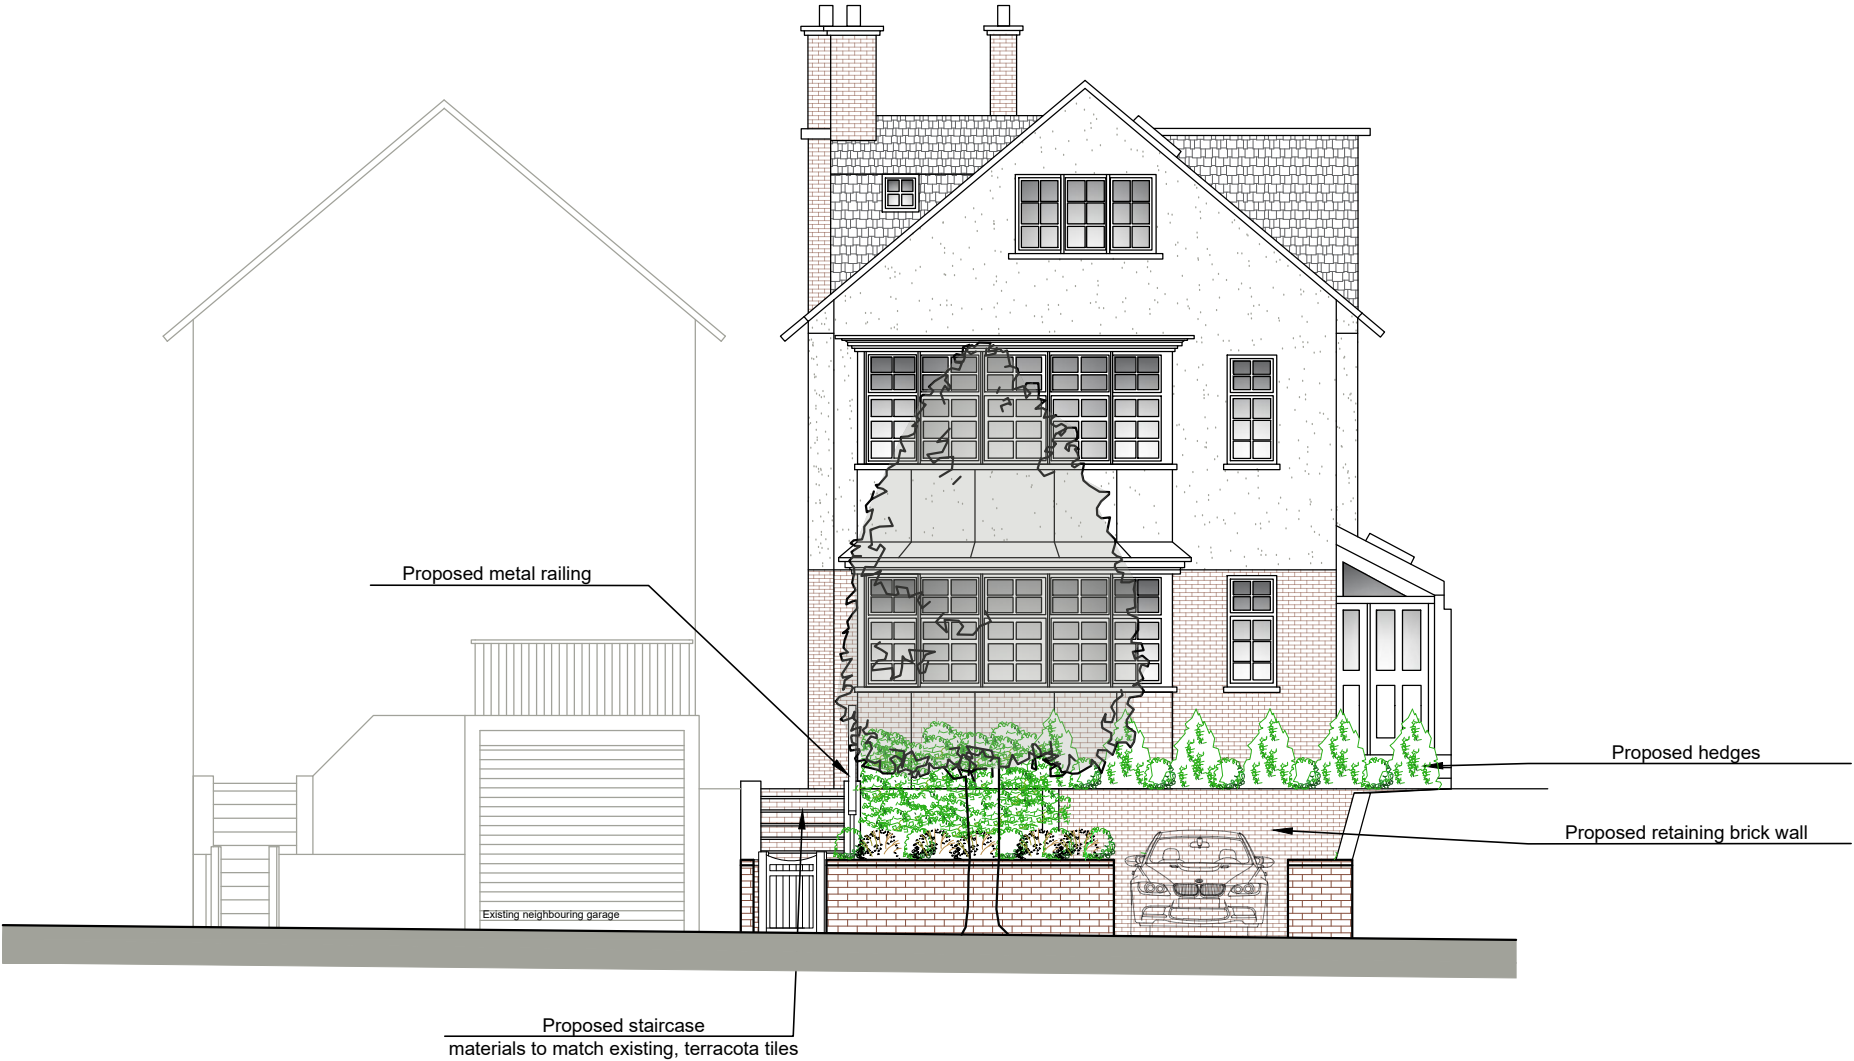 Proposed metal railing
Proposed hedges
Proposed retaining brick wall
Existing neighbouring garage
Proposed staircase
materials to match existing, terracota tiles